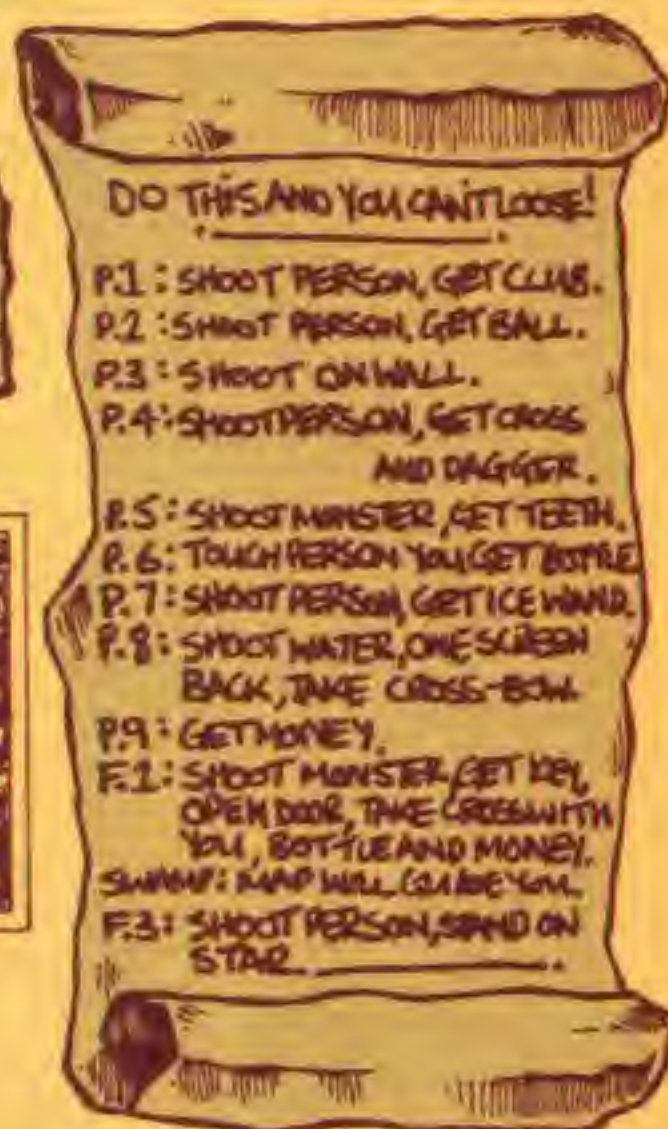 DO THIS AND YOU CAN'T LOOSE!
P.1: SHOOT PERSON, GET CLUB.
P.2: SHOOT PERSON, GET BALL.
P.3: SHOOT ON WALL.
P.4: SHOOT PERSON, GET CROSS
AND DAGGER.
P.5: SHOOT MONSTER, GET TEETH.
P.6: TOUCH PERSON YOU GET BOTTLE
P.7: SHOOT PERSON, GET ICE WAND.
P.8: SHOOT WATER, ONE SCREEN
BACK, TAKE CROSS-BOW.
P.9: GET MONEY.
F.1: SHOOT MONSTER, GET KEY,
OPEN DOOR, TAKE CROSS WITH
YOU, BOTTLE AND MONEY.
SWAMP: MAP WILL GUIDE YOU.
F.3: SHOOT PERSON, STAND ON
STAR.